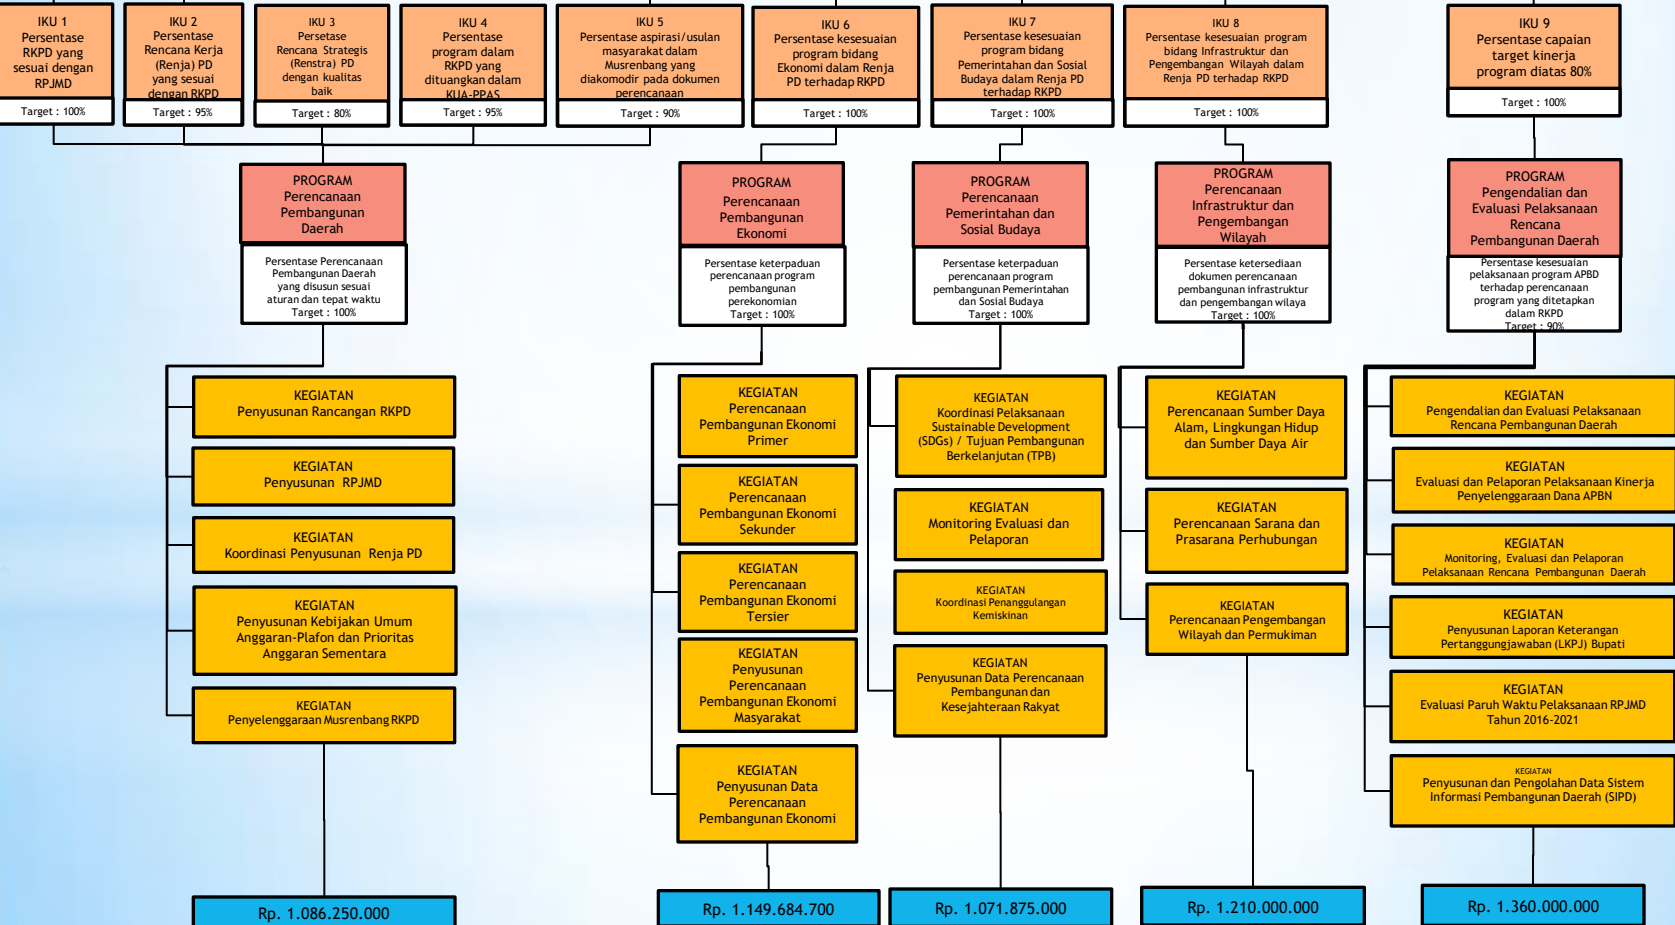 IKU 1
Persentase
RKPD yang
sesuai dengan
RPJMD
Target : 100%
IKU 2
Persentase
Rencana Kerja
(Renja) PD
yang sesuai
dengan RKPD
Target : 95%
IKU 3
Persetase
Rencana Strategis
(Renstra) PD
dengan kualitas
baik
Target : 80%
IKU 4
Persentase
program dalam
RKPD yang
dituangkan dalam
KUA-PPAS
Target : 95%
IKU 5
Persentase aspirasi/usulan
masyarakat dalam
Musrenbang yang
diakomodir pada dokumen
perencanaan
Target : 90%
IKU 6
Persentase kesesuaian
program bidang
Ekonomi dalam Renja
PD terhadap RKPD
Target : 100%
IKU 7
Persentase kesesuaian
program bidang
Pemerintahan dan Sosial
Budaya dalam Renja PD
terhadap RKPD
Target : 100%
IKU 8
Persentase kesesuaian program
bidang Infrastruktur dan
Pengembangan Wilayah dalam
Renja PD terhadap RKPD
Target : 100%
IKU 9
Persentase capaian
target kinerja
program diatas 80%
Target : 100%
PROGRAM
Perencanaan
Pembangunan
Daerah
Persentase Perencanaan
Pembangunan Daerah
yang disusun sesuai
aturan dan tepat waktu
Target : 100%
KEGIATAN
Penyusunan Rancangan RKPD
KEGIATAN
Penyusunan RPJMD
KEGIATAN
Koordinasi Penyusunan Renja PD
KEGIATAN
Penyusunan Kebijakan Umum
Anggaran-Plafon dan Prioritas
Anggaran Sementara
KEGIATAN
Penyelenggaraan Musrenbang RKPD
Rp. 1.086.250.000
PROGRAM
Perencanaan
Pembangunan
Ekonomi
Persentase keterpaduan
perencanaan program
pembangunan
perekonomian
Target : 100%
KEGIATAN
Perencanaan
Pembangunan Ekonomi
Primer
KEGIATAN
Perencanaan
Pembangunan Ekonomi
Sekunder
KEGIATAN
Perencanaan
Pembangunan Ekonomi
Tersier
KEGIATAN
Penyusunan
Perencanaan
Pembangunan Ekonomi
Masyarakat
KEGIATAN
Penyusunan Data
Perencanaan
Pembangunan Ekonomi
Rp. 1.149.684.700
PROGRAM
Perencanaan
Pemerintahan dan
Sosial Budaya
Persentase keterpaduan
perencanaan program
pembangunan Pemerintahan
dan Sosial Budaya
Target : 100%
KEGIATAN
Koordinasi Pelaksanaan
Sustainable Development
(SDGs) / Tujuan Pembangunan
Berkelanjutan (TPB)
KEGIATAN
Monitoring Evaluasi dan
Pelaporan
KEGIATAN
Koordinasi Penanggulangan
Kemiskinan
KEGIATAN
Penyusunan Data Perencanaan
Pembangunan dan
Kesejahteraan Rakyat
Rp. 1.071.875.000
PROGRAM
Perencanaan
Infrastruktur dan
Pengembangan
Wilayah
Persentase ketersediaan
dokumen perencanaan
pembangunan infrastruktur
dan pengembangan wilaya
Target : 100%
KEGIATAN
Perencanaan Sumber Daya
Alam, Lingkungan Hidup
dan Sumber Daya Air
KEGIATAN
Perencanaan Sarana dan
Prasarana Perhubungan
KEGIATAN
Perencanaan Pengembangan
Wilayah dan Permukiman
Rp. 1.210.000.000
PROGRAM
Pengendalian dan
Evaluasi Pelaksanaan
Rencana
Pembangunan Daerah
Persentase kesesuaian
pelaksanaan program APBD
terhadap perencanaan
program yang ditetapkan
dalam RKPD
Target : 90%
KEGIATAN
Pengendalian dan Evaluasi Pelaksanaan
Rencana Pembangunan Daerah
KEGIATAN
Evaluasi dan Pelaporan Pelaksanaan Kinerja
Penyelenggaraan Dana APBN
KEGIATAN
Monitoring, Evaluasi dan Pelaporan
Pelaksanaan Rencana Pembangunan Daerah
KEGIATAN
Penyusunan Laporan Keterangan
Pertanggungjawaban (LKPJ) Bupati
KEGIATAN
Evaluasi Paruh Waktu Pelaksanaan RPJMD
Tahun 2016-2021
KEGIATAN
Penyusunan dan Pengolahan Data Sistem
Informasi Pembangunan Daerah (SIPD)
Rp. 1.360.000.000